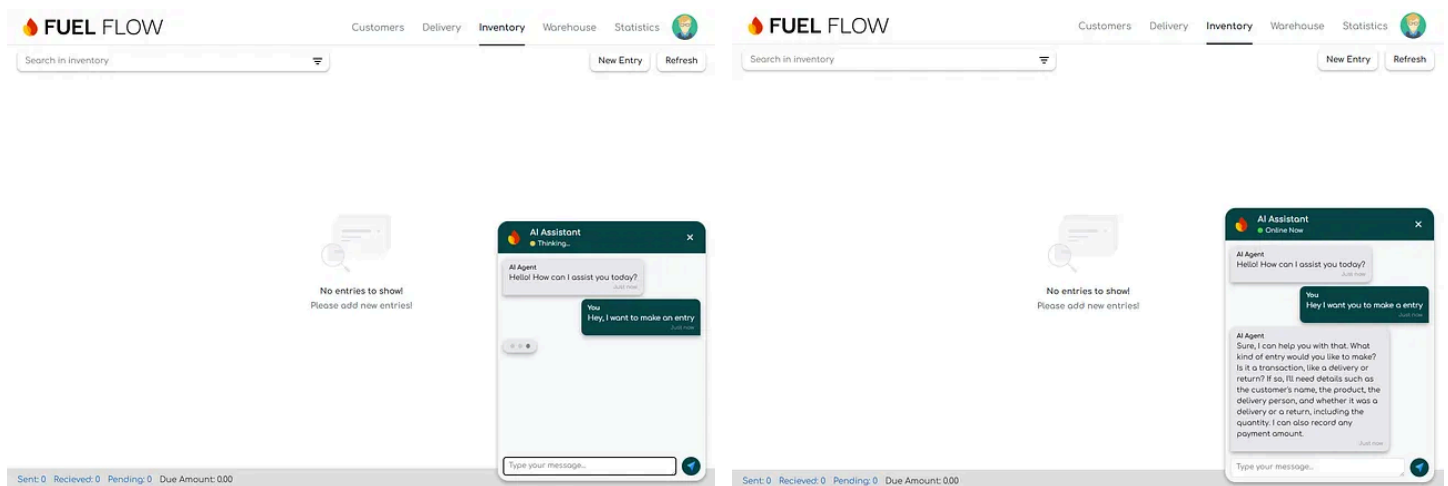 FUEL FLOW
Customers Delivery Inventory Warehouse Statistics
Search in inventory
New Entry Refresh
No entries to show!
Please add new entries!
AI Assistant
Thinking...
AI Agent
Hello! How can I assist you today?
Just now
You
Hey, I want to make an entry
Just now
Type your message...
Sent: 0 Recieved: 0 Pending: 0 Due Amount: 0.00
FUEL FLOW
Customers Delivery Inventory Warehouse Statistics
Search in inventory
New Entry Refresh
No entries to show!
Please add new entries!
AI Assistant
Online Now
AI Agent
Hello! How can I assist you today?
Just now
You
Hey I want you to make a entry
Just now
AI Agent
Sure, I can help you with that. What
kind of entry would you like to make?
Is it a transaction, like a delivery or
return? If so, I'll need details such as
the customer's name, the product, the
delivery person, and whether it was a
delivery or a return, including the
quantity. I can also record any
payment amount.
Just now
Type your message...
Sent: 0 Recieved: 0 Pending: 0 Due Amount: 0.00